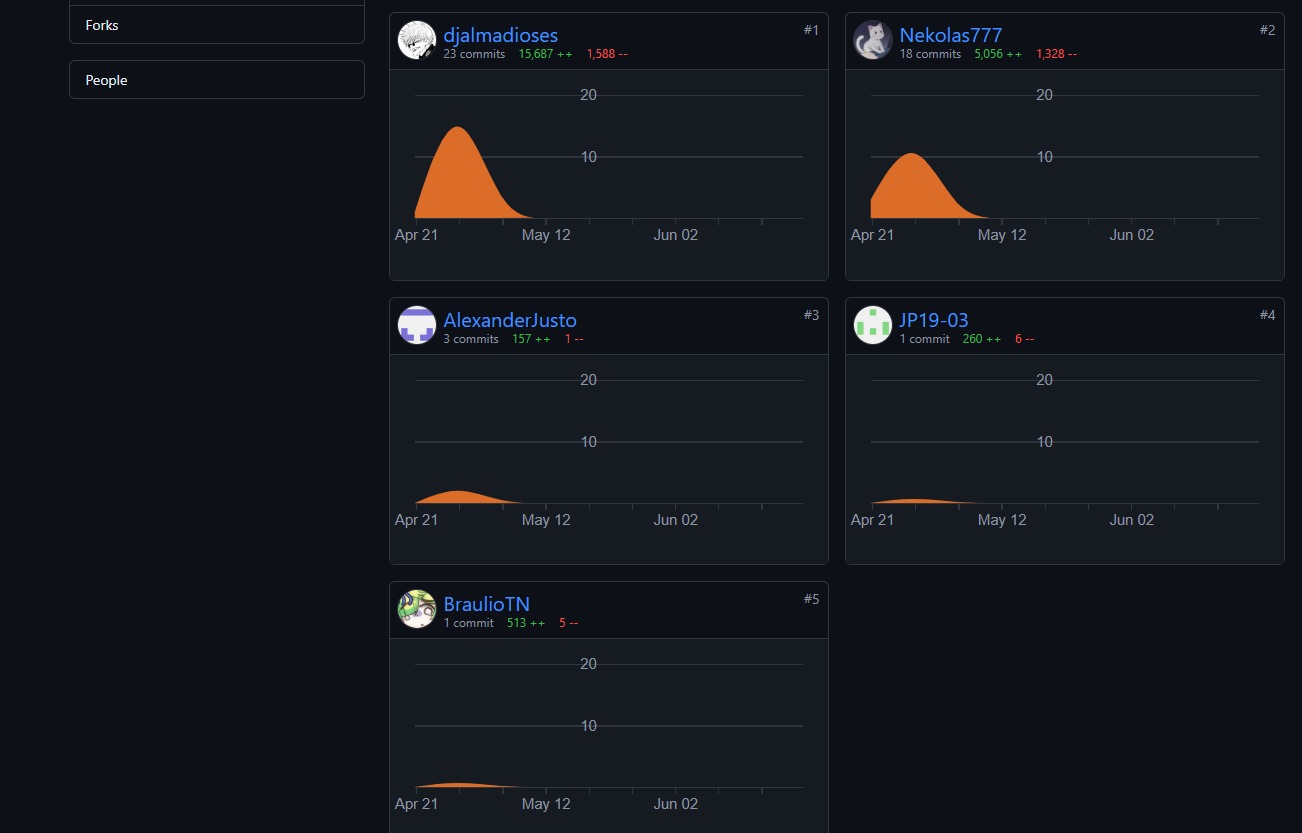 Forks
People
djalmadioses
#1
23 commits 15,687 ++ 1,588 --
20
10
Apr 21 May 12 Jun 02
Nekolas777
#2
18 commits 5,056 ++ 1,328 --
20
10
Apr 21 May 12 Jun 02
AlexanderJusto
#3
3 commits 157 ++ 1 --
20
10
Apr 21 May 12 Jun 02
JP19-03
#4
1 commit 260 ++ 6 --
20
10
Apr 21 May 12 Jun 02
BraulioTN
#5
1 commit 513 ++ 5 --
20
10
Apr 21 May 12 Jun 02